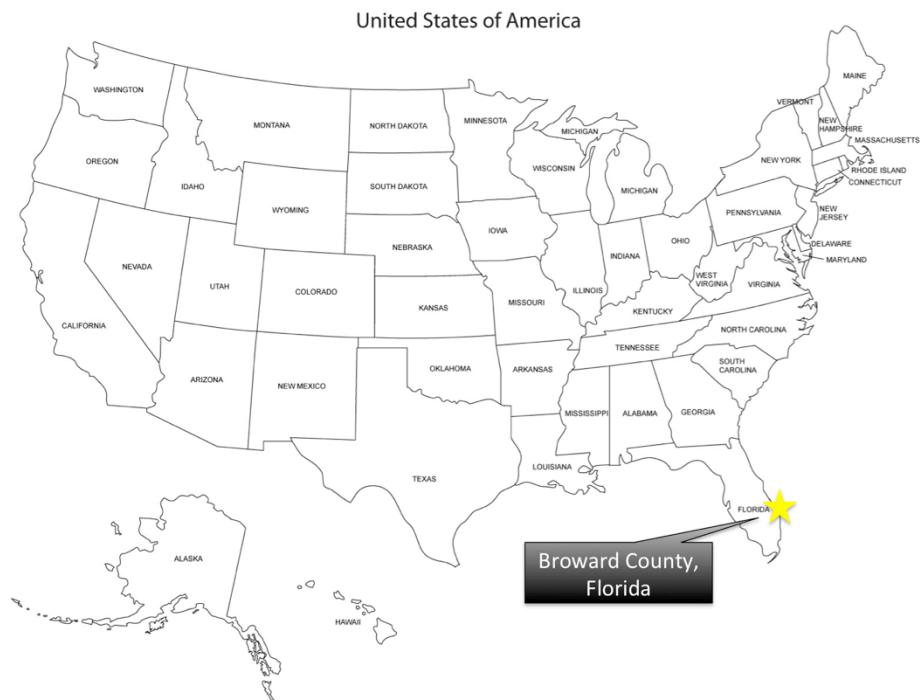 United States of America
WASHINGTON
MONTANA
NORTH DAKOTA
MINNESOTA
MICHIGAN
VERMONT
MAINE
NEW
HAMPSHIRE
MASSACHUSETTS
OREGON
IDAHO
SOUTH DAKOTA
WISCONSIN
MICHIGAN
NEW YORK
RHODE ISLAND
CONNECTICUT
WYOMING
IOWA
PENNSYLVANIA
NEW
JERSEY
NEVADA
UTAH
COLORADO
NEBRASKA
ILLINOIS
INDIANA
OHIO
WEST
VIRGINIA
VIRGINIA
DELAWARE
MARYLAND
CALIFORNIA
KANSAS
MISSOURI
KENTUCKY
NORTH CAROLINA
TENNESSEE
ARIZONA
NEW MEXICO
OKLAHOMA
ARKANSAS
SOUTH
CAROLINA
MISSISSIPPI
ALABAMA
GEORGIA
TEXAS
LOUISIANA
FLORIDA
Broward County,
Florida
ALASKA
HAWAII